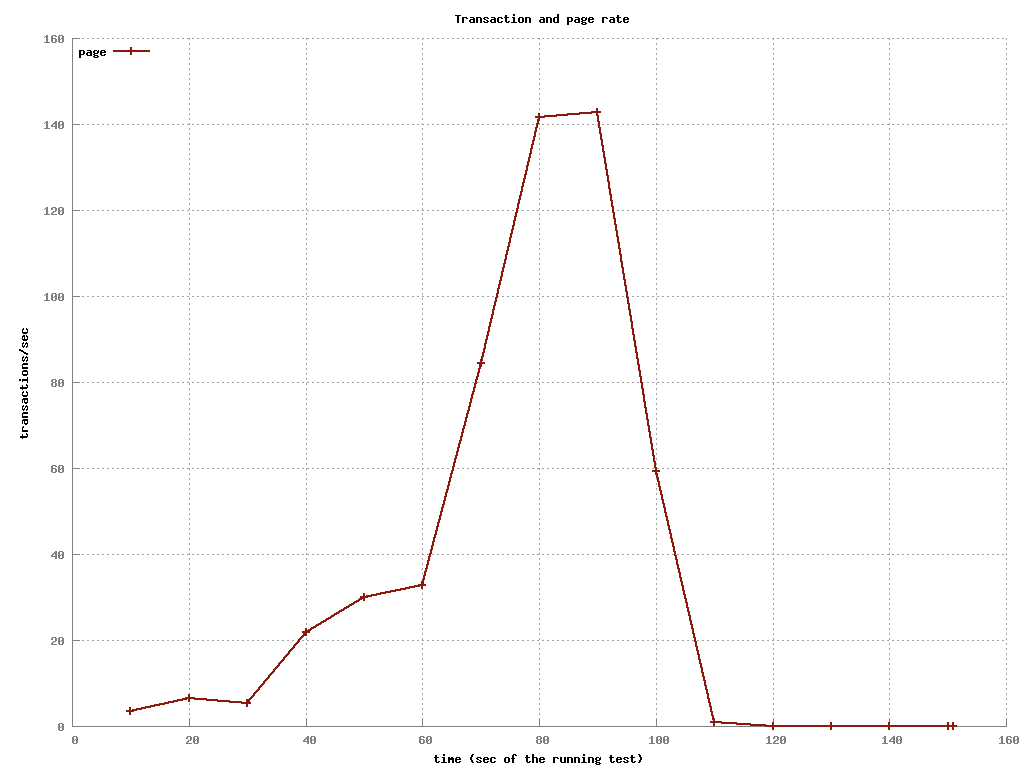 Transaction and page rate
160
page
140
120
100
80
60
40
20
0
transactions/sec
0 20 40 60 80 100 120 140 160
time (sec of the running test)